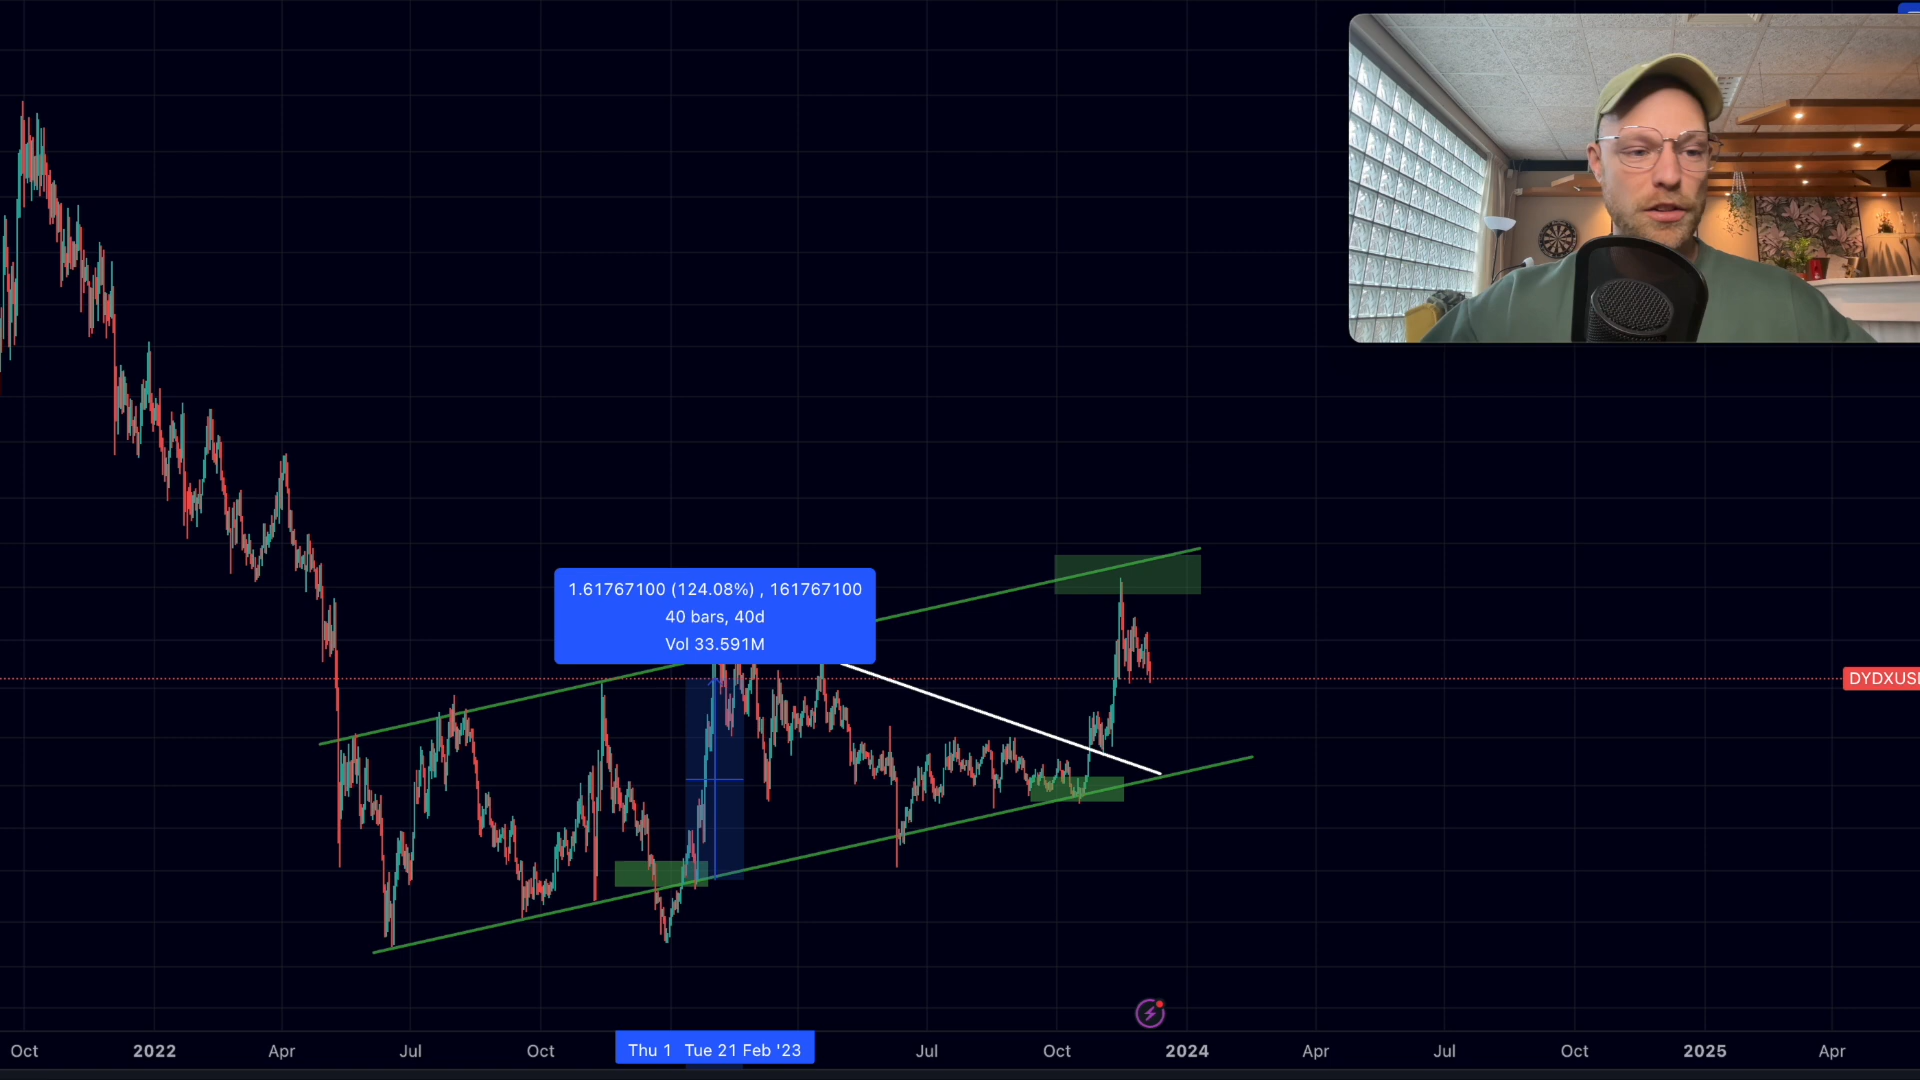 1.61767100 (124.08%) , 161767100
40 bars, 40d
Vol 33.591M
DYDXUS
Oct 2022 Apr Jul Oct Thu 1 Tue 21 Feb '23 Jul Oct 2024 Apr Jul Oct 2025 Apr